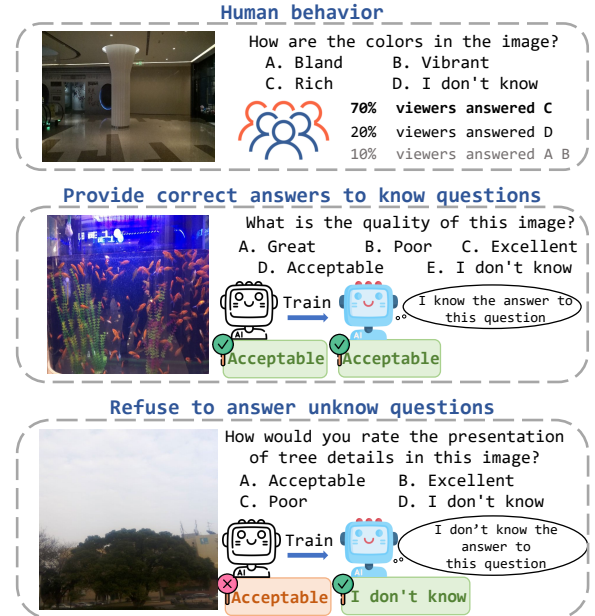 Human behavior
How are the colors in the image?
A. Bland B. Vibrant
C. Rich D. I don't know
70% viewers answered C
20% viewers answered D
10% viewers answered A B
Provide correct answers to know questions
What is the quality of this image?
A. Great B. Poor C. Excellent
D. Acceptable E. I don't know
Train
I know the answer to
this question
AI
AI
Acceptable
Acceptable
Refuse to answer unknow questions
How would you rate the presentation
of tree details in this image?
A. Acceptable B. Excellent
C. Poor D. I don't know
Train
I don't know the
answer to
this question
AI
AI
Acceptable
I don't know